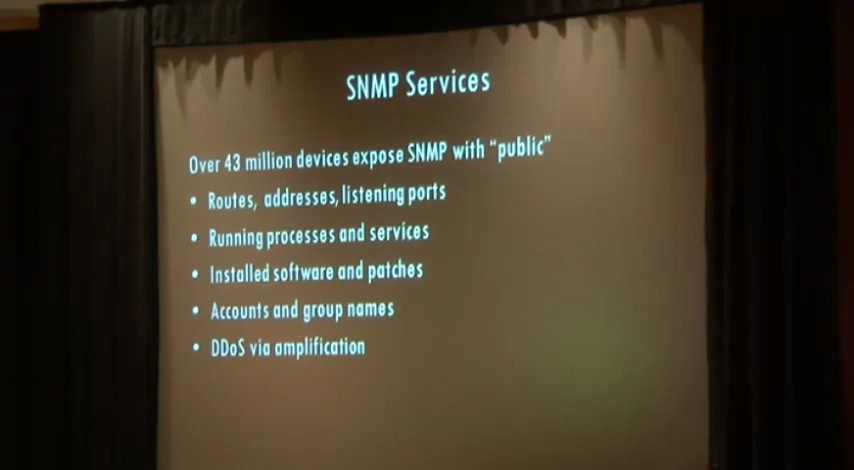 SNMP Services
Over 43 million devices expose SNMP with “public”
• Routes, addresses, listening ports
• Running processes and services
• Installed software and patches
• Accounts and group names
• DDoS via amplification